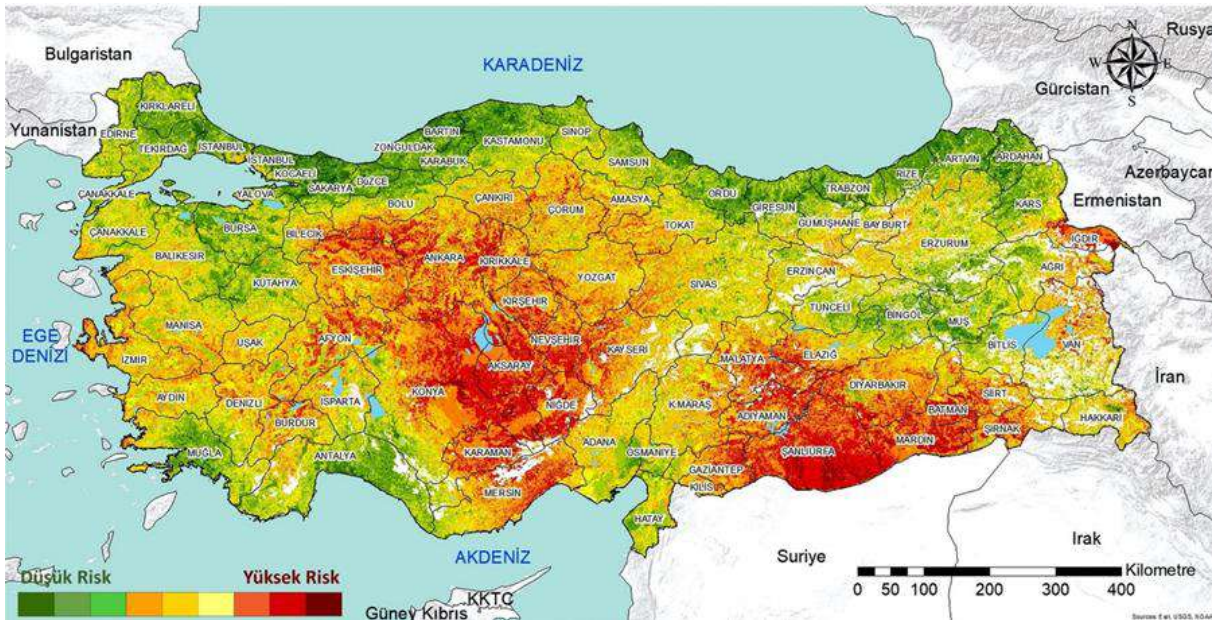 Bulgaristan
Rusya
KARADENİZ
N
W E
S
Gürcistan
KIRKLARELİ
EDİRNE
Yunanistan
TEKİRDAĞ
İSTANBUL
İSTANBUL
KOCAELİ
SAKARYA
DÜZCE
ZONGULDAK
BARTIN
KARABÜK
KASTAMONU
SİNOP
SAMSUN
ORDU
GİRESUN
TRABZON
RİZE
ARTVİN
ARDAHAN
KARS
Azerbaycan
Ermenistan
ÇANAKKALE
YALOVA
BOLU
ÇANKIRI
ÇORUM
AMASYA
TOKAT
GÜMÜŞHANE
BAYBURT
ERZURUM
IĞDIR
ÇANAKKALE
BURSA
BİLECİK
BALIKESİR
ESKİŞEHİR
ANKARA
KIRIKKALE
YOZGAT
SİVAS
ERZİNCAN
AĞRI
KÜTAHYA
KIRŞEHİR
TUNCELİ
BİNGÖL
MUŞ
EGE
DENİZİ
MANİSA
UŞAK
AFYON
NEVŞEHİR
KAYSERİ
MALATYA
ELAZIĞ
BİTLİS
VAN
İZMİR
AKSARAY
İran
AYDIN
DENİZLİ
ISPARTA
KONYA
NİĞDE
K.MARAŞ
ADIYAMAN
DİYARBAKIR
BATMAN
SİİRT
HAKKARİ
BURDUR
MUĞLA
ANTALYA
KARAMAN
ADANA
OSMANİYE
ŞANLIURFA
MARDİN
ŞIRNAK
GAZİANTEP
KİLİS
MERSİN
HATAY
AKDENİZ
Suriye
Irak
Düşük Risk Yüksek Risk
KKTC
Güney Kıbrıs
Kilometre
0 50 100 200 300 400
Sources: Esri, USGS, NOAA